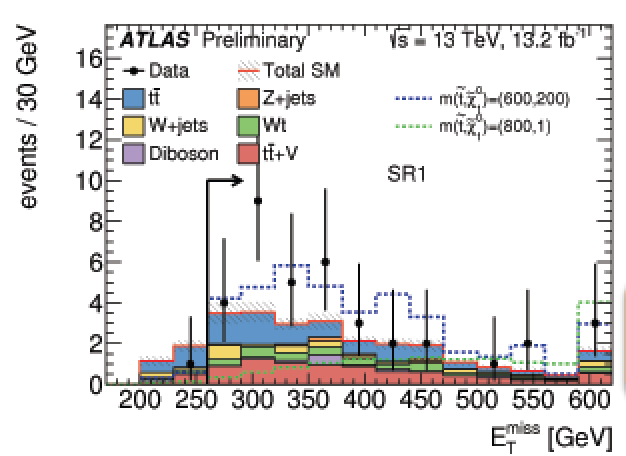 ATLAS Preliminary
√s = 13 TeV, 13.2 fb⁻¹
Data
Total SM
tt̄
Z+jets
W+jets
Wt
Diboson
tt̄+V
m(t̃,χ̃₁⁰)=(600,200)
m(t̃,χ̃₁⁰)=(800,1)
SR1
events / 30 GeV
16
14
12
10
8
6
4
2
0
200 250 300 350 400 450 500 550 600
E_T^miss [GeV]